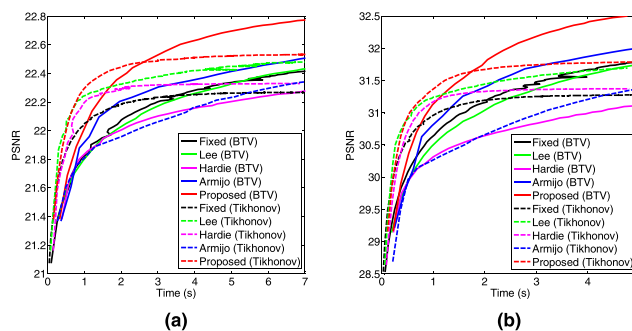 22.8
22.6
22.4
22.2
22
21.8
21.6
21.4
21.2
21
PSNR
0 1 2 3 4 5 6 7
Time (s)
Fixed (BTV)
Lee (BTV)
Hardie (BTV)
Armijo (BTV)
Proposed (BTV)
Fixed (Tikhonov)
Lee (Tikhonov)
Hardie (Tikhonov)
Armijo (Tikhonov)
Proposed (Tikhonov)
(a)
32.5
32
31.5
31
30.5
30
29.5
29
28.5
PSNR
0 1 2 3 4
Time (s)
Fixed (BTV)
Lee (BTV)
Hardie (BTV)
Armijo (BTV)
Proposed (BTV)
Fixed (Tikhonov)
Lee (Tikhonov)
Hardie (Tikhonov)
Armijo (Tikhonov)
Proposed (Tikhonov)
(b)